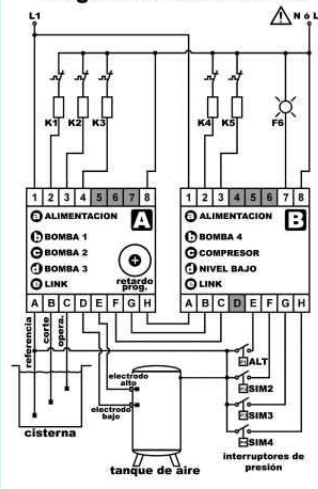 L1
N ó L
K1 K2 K3
K4 K5
F6
1 2 3 4 5 6 7 8
1 2 3 4 5 6 7 8
a ALIMENTACION A
b BOMBA 1
c BOMBA 2
d BOMBA 3
e LINK
retardo
prog.
A B C D E F G H
a ALIMENTACION B
b BOMBA 4
c COMPRESOR
d NIVEL BAJO
e LINK
A B C D E F G H
referencia
corte
opera.
cisterna
electrodo
alto
electrodo
bajo
tanque de aire
ALT
SIM2
SIM3
SIM4
interruptores de
presión